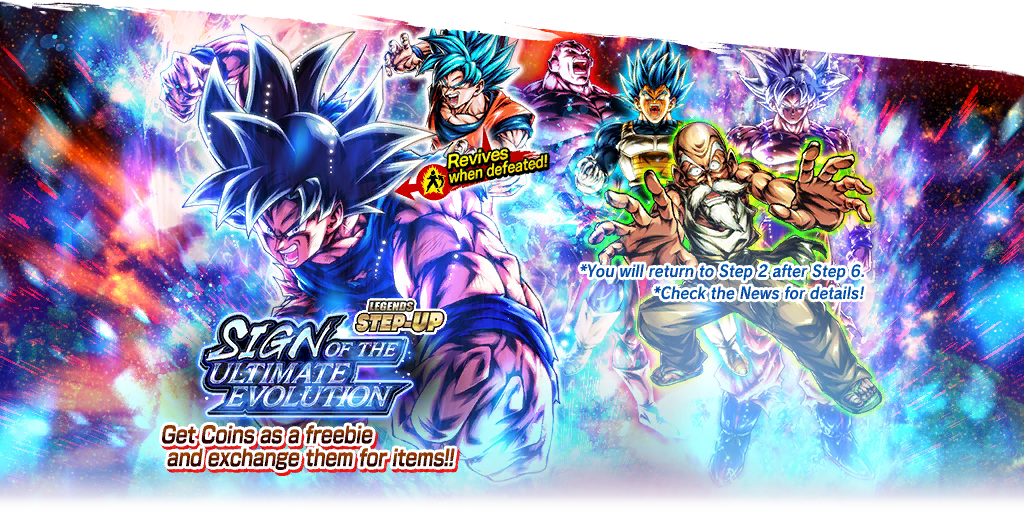 Revives
when defeated!
*You will return to Step 2 after Step 6.
*Check the News for details!
LEGENDS
STEP-UP
SIGN OF THE
ULTIMATE
EVOLUTION
Get Coins as a freebie
and exchange them for items!!